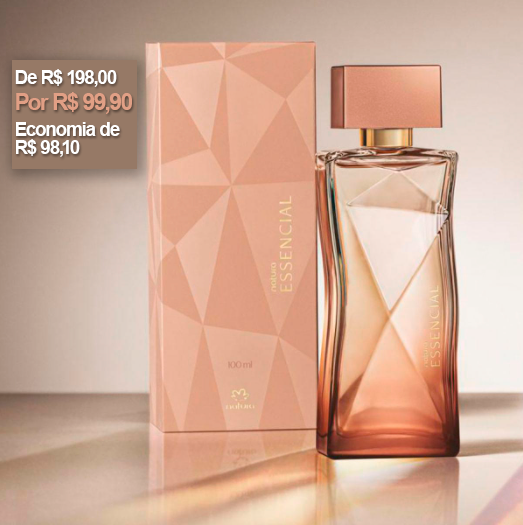 De R$ 198,00
Por R$ 99,90
Economia de
R$ 98,10
natura
ESSENCIAL
100 ml
natura
natura
ESSENCIAL